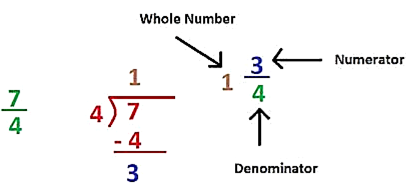 Whole Number
1
1 3/4
Numerator
7/4
4)7
- 4
3
Denominator